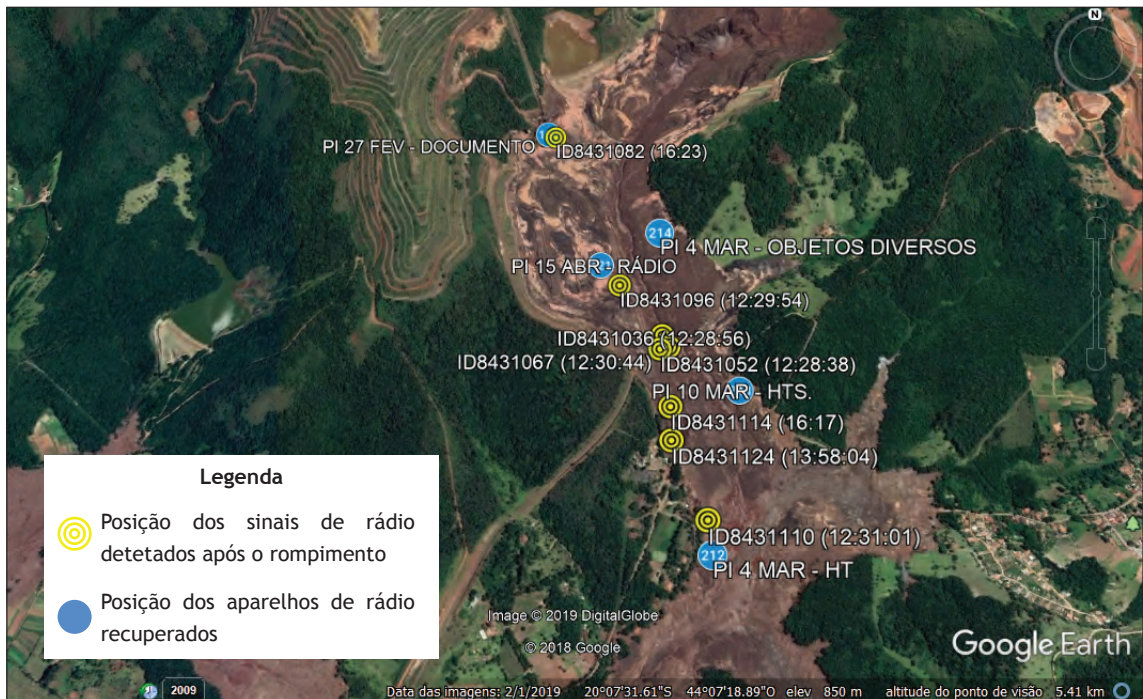 N
PI 27 FEV - DOCUMENTO
ID8431082 (16:23)
214
PI 4 MAR - OBJETOS DIVERSOS
PI 15 ABR - RÁDIO
ID8431096 (12:29:54)
ID8431036 (12:28:56)
ID8431067 (12:30:44)
ID8431052 (12:28:38)
PI 10 MAR - HTS.
ID8431114 (16:17)
ID8431124 (13:58:04)
ID8431110 (12:31:01)
212
PI 4 MAR - HT
Legenda
Posição dos sinais de rádio
detetados após o rompimento
Posição dos aparelhos de rádio
recuperados
Image © 2019 DigitalGlobe
© 2018 Google
Google Earth
2009
Data das imagens: 2/1/2019 20°07'31.61"S 44°07'18.89"O elev 850 m altitude do ponto de visão 5.41 km